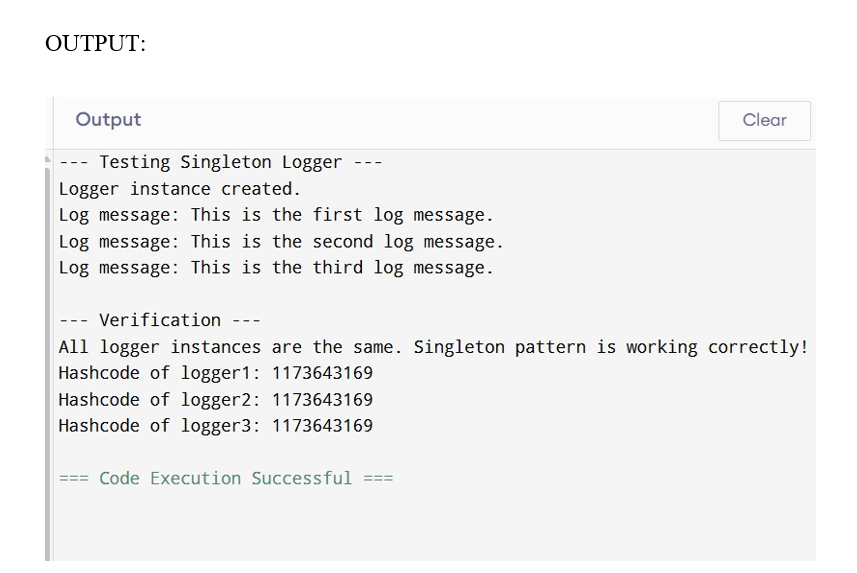 OUTPUT:
Output
Clear
--- Testing Singleton Logger ---
Logger instance created.
Log message: This is the first log message.
Log message: This is the second log message.
Log message: This is the third log message.
--- Verification ---
All logger instances are the same. Singleton pattern is working correctly!
Hashcode of logger1: 1173643169
Hashcode of logger2: 1173643169
Hashcode of logger3: 1173643169
=== Code Execution Successful ===